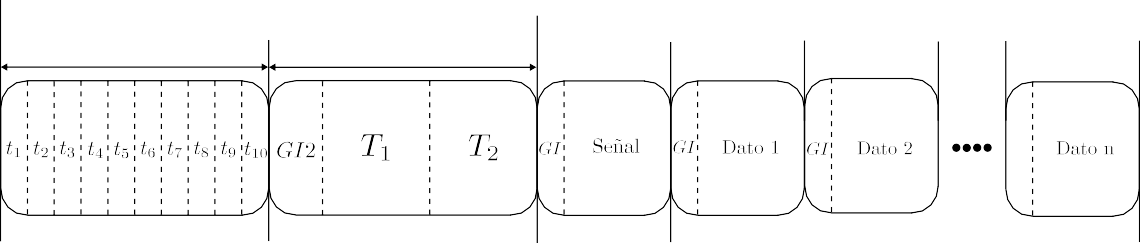 t₁ t₂ t₃ t₄ t₅ t₆ t₇ t₈ t₉ t₁₀ GI2 T₁ T₂ GI Señal GI Dato 1 GI Dato 2 Dato n